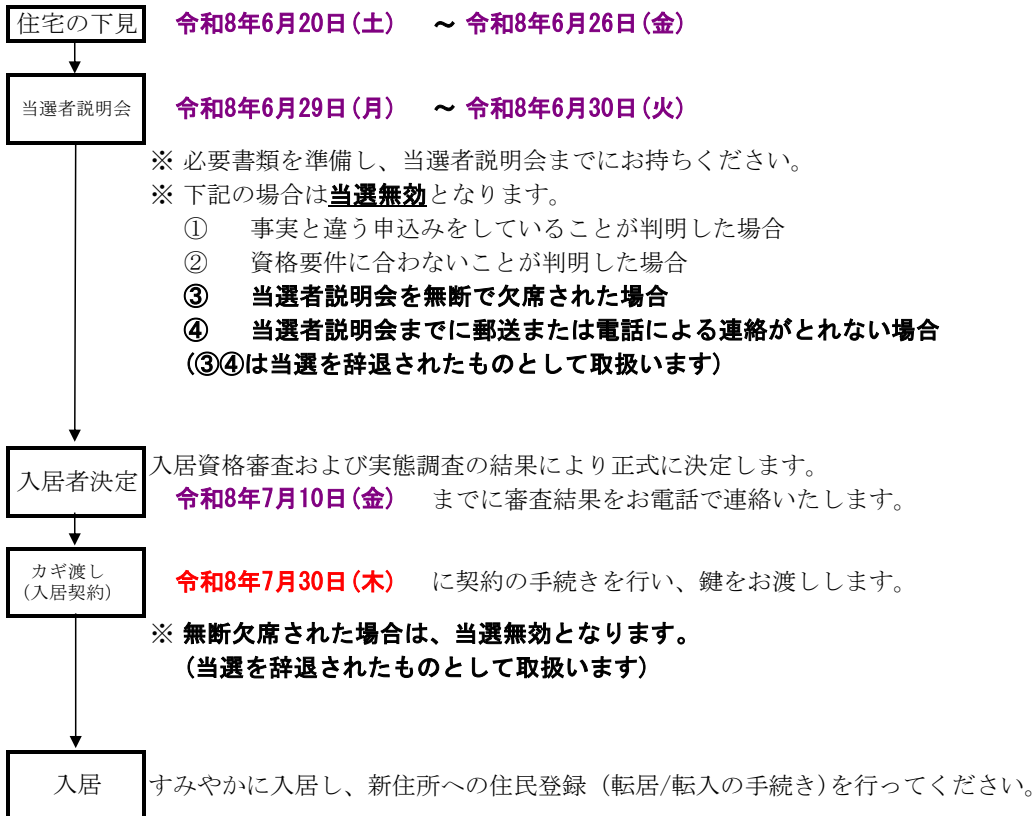 住宅の下見 令和8年6月20日(土) ～ 令和8年6月26日(金)
当選者説明会 令和8年6月29日(月) ～ 令和8年6月30日(火)
※ 必要書類を準備し、当選者説明会までにお持ちください。
※ 下記の場合は当選無効となります。
① 事実と違う申込みをしていることが判明した場合
② 資格要件に合わないことが判明した場合
③ 当選者説明会を無断で欠席された場合
④ 当選者説明会までに郵送または電話による連絡がとれない場合
(③④は当選を辞退されたものとして取扱います)
入居者決定 入居資格審査および実態調査の結果により正式に決定します。
令和8年7月10日(金) までに審査結果をお電話で連絡いたします。
カギ渡し
(入居契約) 令和8年7月30日(木) に契約の手続きを行い、鍵をお渡しします。
※ 無断欠席された場合は、当選無効となります。
(当選を辞退されたものとして取扱います)
入居 すみやかに入居し、新住所への住民登録（転居/転入の手続き)を行ってください。